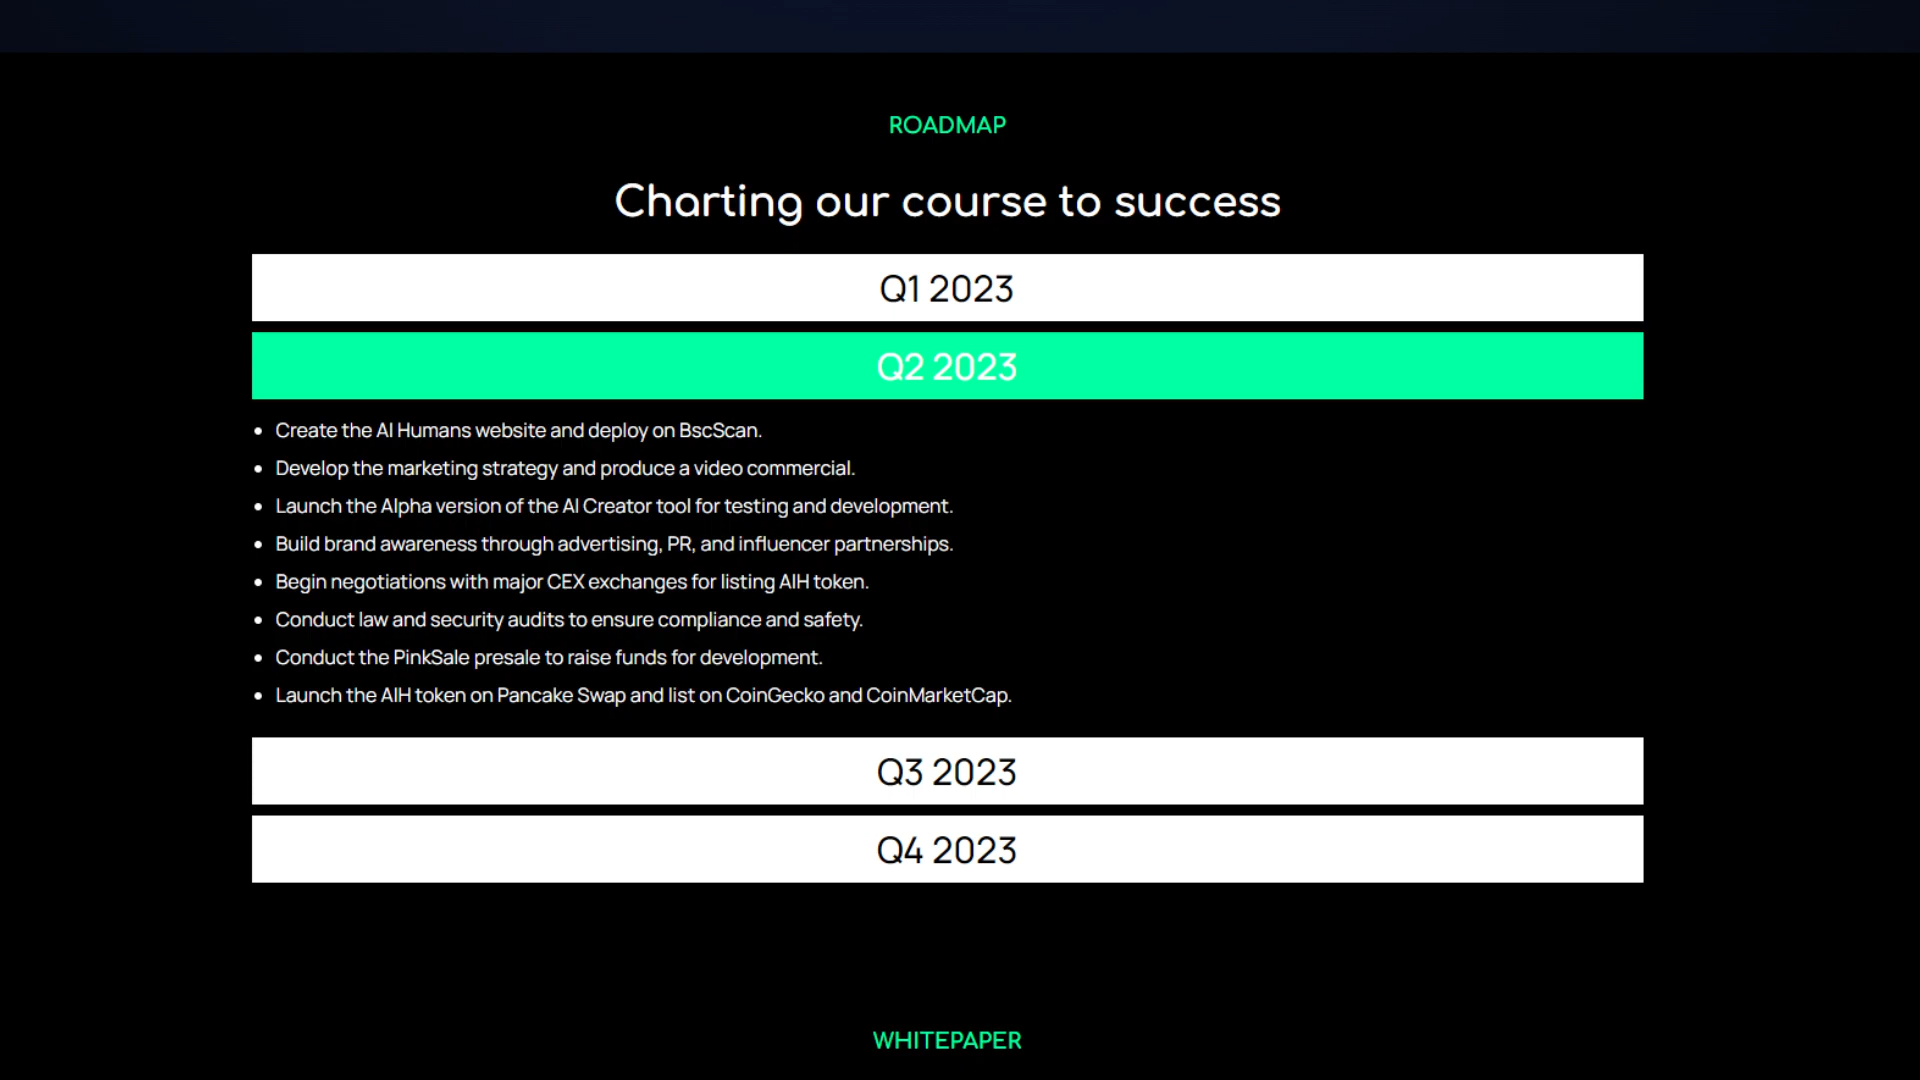 ROADMAP
Charting our course to success
Q1 2023
Q2 2023
Create the AI Humans website and deploy on BscScan.
Develop the marketing strategy and produce a video commercial.
Launch the Alpha version of the AI Creator tool for testing and development.
Build brand awareness through advertising, PR, and influencer partnerships.
Begin negotiations with major CEX exchanges for listing AIH token.
Conduct law and security audits to ensure compliance and safety.
Conduct the PinkSale presale to raise funds for development.
Launch the AIH token on Pancake Swap and list on CoinGecko and CoinMarketCap.
Q3 2023
Q4 2023
WHITEPAPER